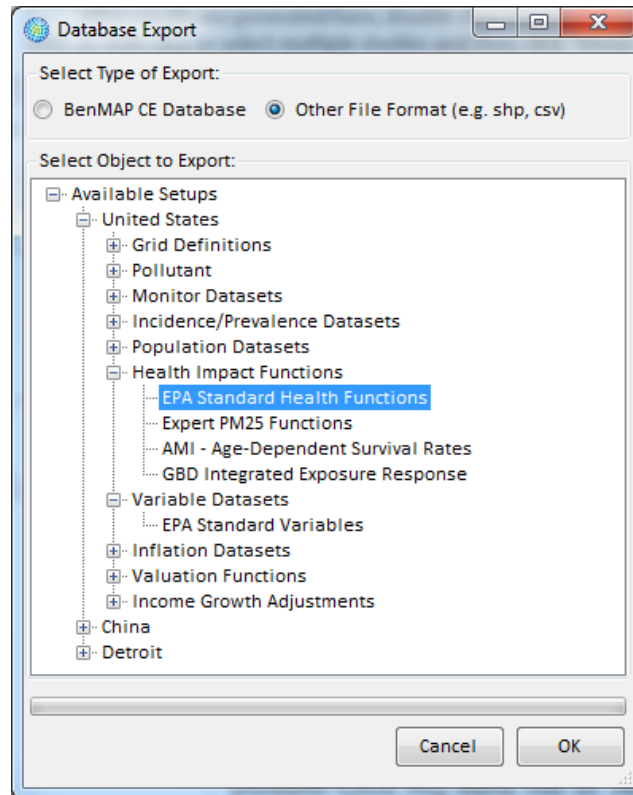 Database Export
Select Type of Export:
BenMAP CE Database Other File Format (e.g. shp, csv)
Select Object to Export:
Available Setups
United States
Grid Definitions
Pollutant
Monitor Datasets
Incidence/Prevalence Datasets
Population Datasets
Health Impact Functions
EPA Standard Health Functions
Expert PM25 Functions
AMI - Age-Dependent Survival Rates
GBD Integrated Exposure Response
Variable Datasets
EPA Standard Variables
Inflation Datasets
Valuation Functions
Income Growth Adjustments
China
Detroit
Cancel OK